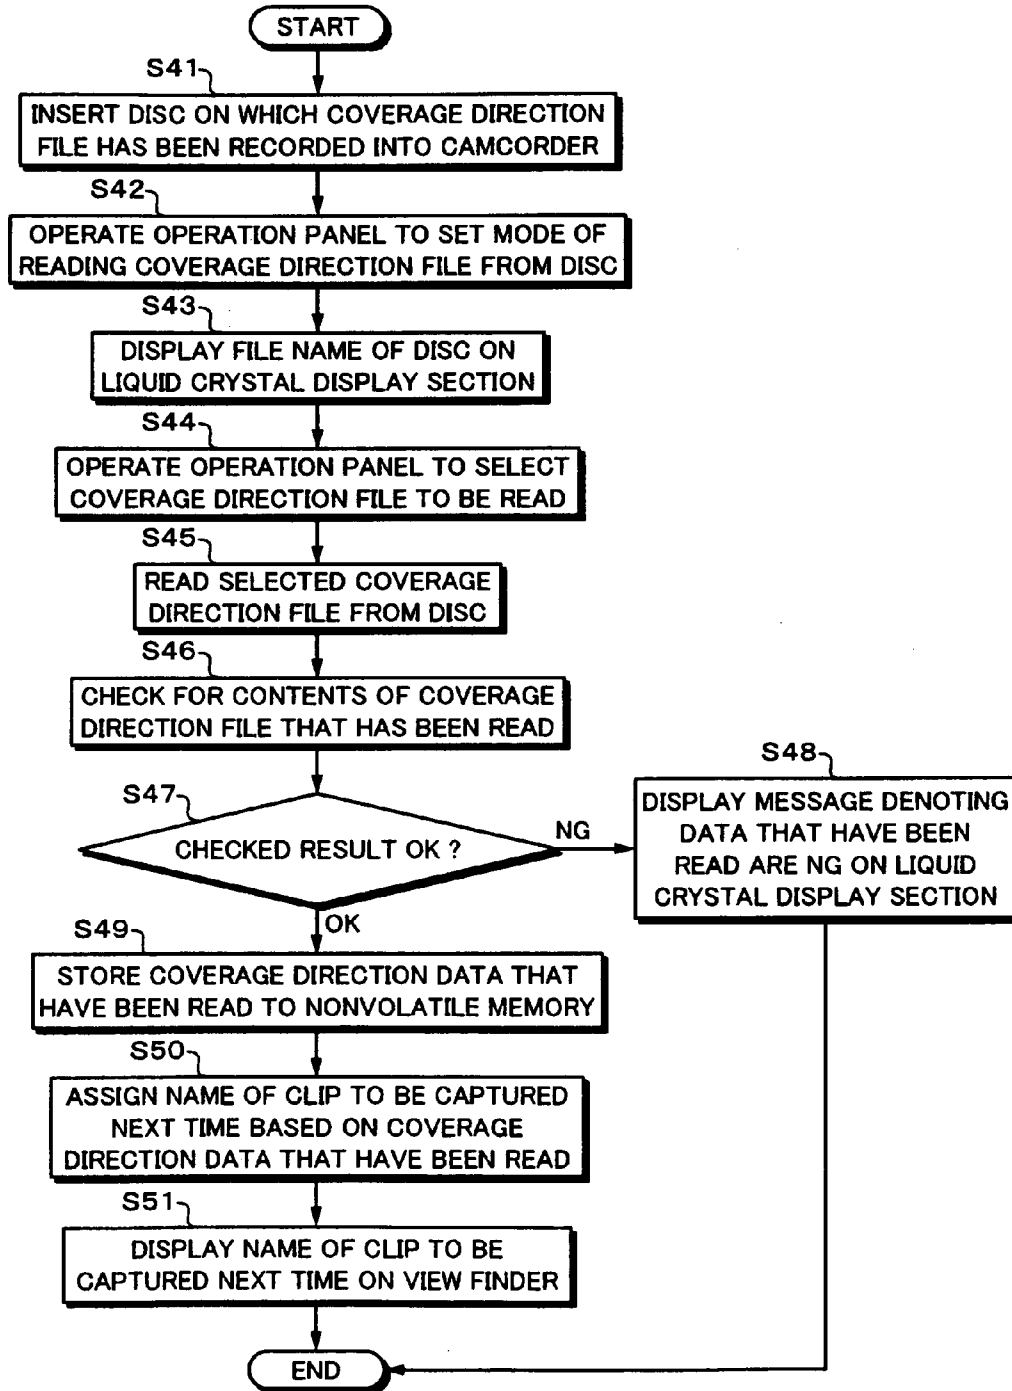 START
S41
INSERT DISC ON WHICH COVERAGE DIRECTION
FILE HAS BEEN RECORDED INTO CAMCORDER
S42
OPERATE OPERATION PANEL TO SET MODE OF
READING COVERAGE DIRECTION FILE FROM DISC
S43
DISPLAY FILE NAME OF DISC ON
LIQUID CRYSTAL DISPLAY SECTION
S44
OPERATE OPERATION PANEL TO SELECT
COVERAGE DIRECTION FILE TO BE READ
S45
READ SELECTED COVERAGE
DIRECTION FILE FROM DISC
S46
CHECK FOR CONTENTS OF COVERAGE
DIRECTION FILE THAT HAS BEEN READ
S47
CHECKED RESULT OK ?
NG
S48
DISPLAY MESSAGE DENOTING
DATA THAT HAVE BEEN
READ ARE NG ON LIQUID
CRYSTAL DISPLAY SECTION
OK
S49
STORE COVERAGE DIRECTION DATA THAT
HAVE BEEN READ TO NONVOLATILE MEMORY
S50
ASSIGN NAME OF CLIP TO BE CAPTURED
NEXT TIME BASED ON COVERAGE
DIRECTION DATA THAT HAVE BEEN READ
S51
DISPLAY NAME OF CLIP TO BE
CAPTURED NEXT TIME ON VIEW FINDER
END